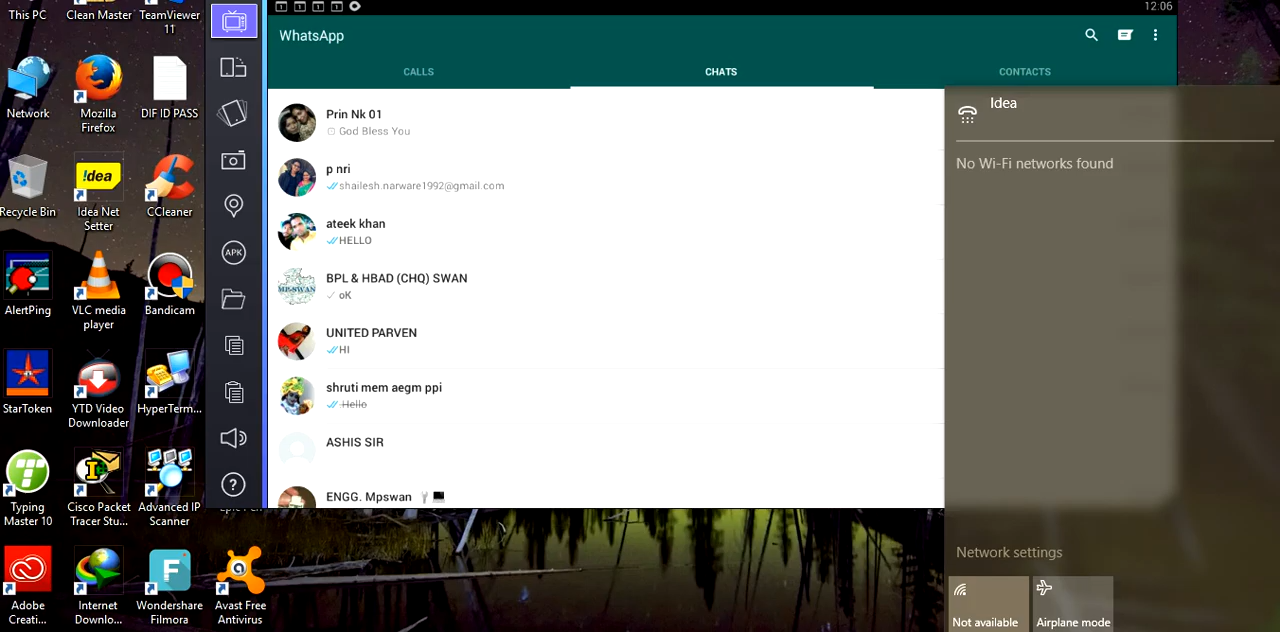 This PC
Clean Master
TeamViewer
11
Network
Mozilla
Firefox
DIF ID PASS
Recycle Bin
!dea
Idea Net
Setter
CCleaner
AlertPing
VLC media
player
Bandicam
StarToken
YTD Video
Downloader
HyperTerm...
Typing
Master 10
Cisco Packet
Tracer Stu...
Advanced IP
Scanner
Adobe
Creati...
Internet
Downlo...
Wondershare
Filmora
Avast Free
Antivirus
APK
12:06
WhatsApp
CALLS
CHATS
CONTACTS
Prin Nk 01
God Bless You
p nri
shailesh.narware1992@gmail.com
ateek khan
HELLO
BPL & HBAD (CHQ) SWAN
oK
UNITED PARVEN
HI
shruti mem aegm ppi
Hello
ASHIS SIR
ENGG. Mpswan
Idea
No Wi-Fi networks found
Network settings
Not available
Airplane mode